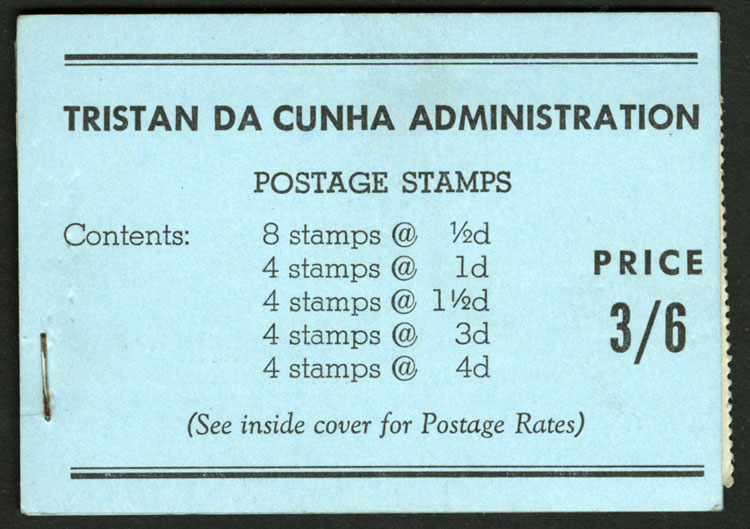 TRISTAN DA CUNHA ADMINISTRATION
POSTAGE STAMPS
Contents: 8 stamps @ ½d
4 stamps @ 1d
4 stamps @ 1½d
4 stamps @ 3d
4 stamps @ 4d
PRICE
3/6
(See inside cover for Postage Rates)